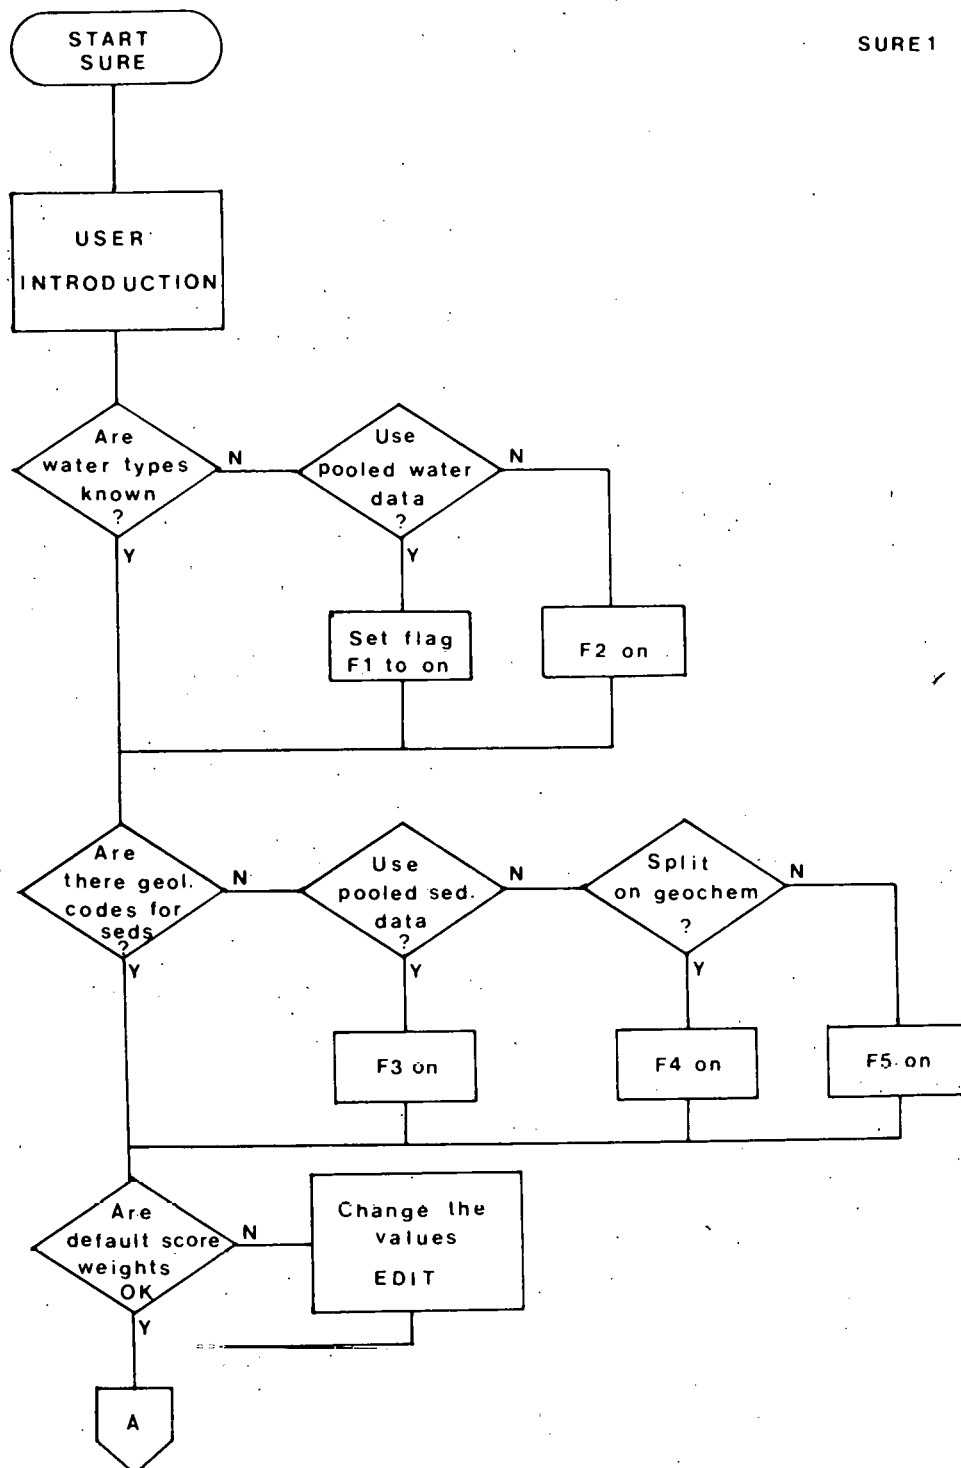 START
SURE
SURE1
USER
INTRODUCTION
Are
water types
known
?
N
Y
Use
pooled water
data
?
N
Y
Set flag
F1 to on
F2 on
Are
there geol.
codes for
seds
?
N
Y
Use
pooled sed.
data
?
N
Y
Split
on geochem
?
N
Y
F3 on
F4 on
F5 on
Are
default score
weights
OK
N
Y
Change the
values
EDIT
A